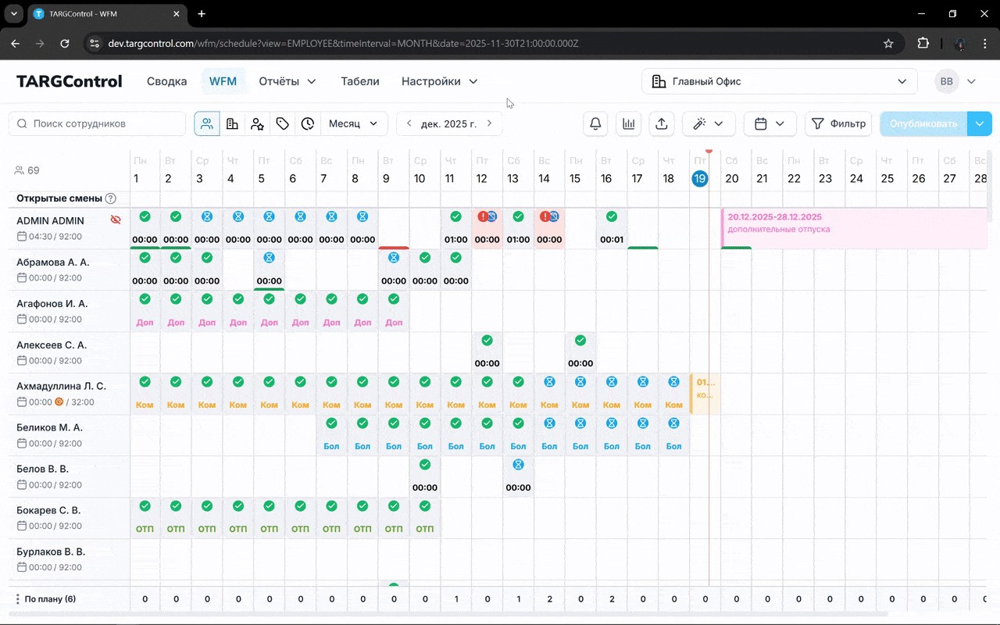 TARGControl - WFM
dev.targcontrol.com/wfm/schedule?view=EMPLOYEE&timeInterval=MONTH&date=2025-11-30T21:00:00.000Z
TARGControl Сводка WFM Отчёты Табели Настройки Главный Офис ВВ
Поиск сотрудников Месяц дек. 2025 г. Фильтр Опубликовать
69 Пн Вт Ср Чт Пт Сб Вс Пн Вт Ср Чт Пт Сб Вс Пн Вт Ср Чт Пт Сб Вс Пн Вт Ср Чт Пт Сб Вс
1 2 3 4 5 6 7 8 9 10 11 12 13 14 15 16 17 18 19 20 21 22 23 24 25 26 27 28
Открытые смены ?
ADMIN ADMIN
04:30 / 92:00
00:00 00:00 00:00 00:00 00:00 00:00 00:00 00:00 01:00 00:00 01:00 00:00 00:01
20.12.2025-28.12.2025
дополнительные отпуска
Абрамова А. А.
00:00 / 92:00
00:00 00:00 00:00 00:00 00:00 00:00 00:00
Агафонов И. А.
00:00 / 92:00
Доп Доп Доп Доп Доп Доп Доп Доп Доп
Алексеев С. А.
00:00 / 92:00
00:00 00:00
Ахмадуллина Л. С.
00:00 / 32:00
Ком Ком Ком Ком Ком Ком Ком Ком Ком Ком Ком Ком Ком Ком Ком Ком Ком Ком
01....
ко...
Беликов М. А.
00:00 / 92:00
Бол Бол Бол Бол Бол Бол Бол Бол Бол Бол Бол Бол
Белов В. В.
00:00 / 92:00
00:00 00:00
Бокарев С. В.
00:00 / 92:00
ОТП ОТП ОТП ОТП ОТП ОТП ОТП ОТП ОТП ОТП
Бурлаков В. В.
00:00 / 92:00
По плану (6) 0 0 0 0 0 0 0 0 0 0 1 0 1 2 0 2 0 0 0 0 0 0 0 0 0 0 0